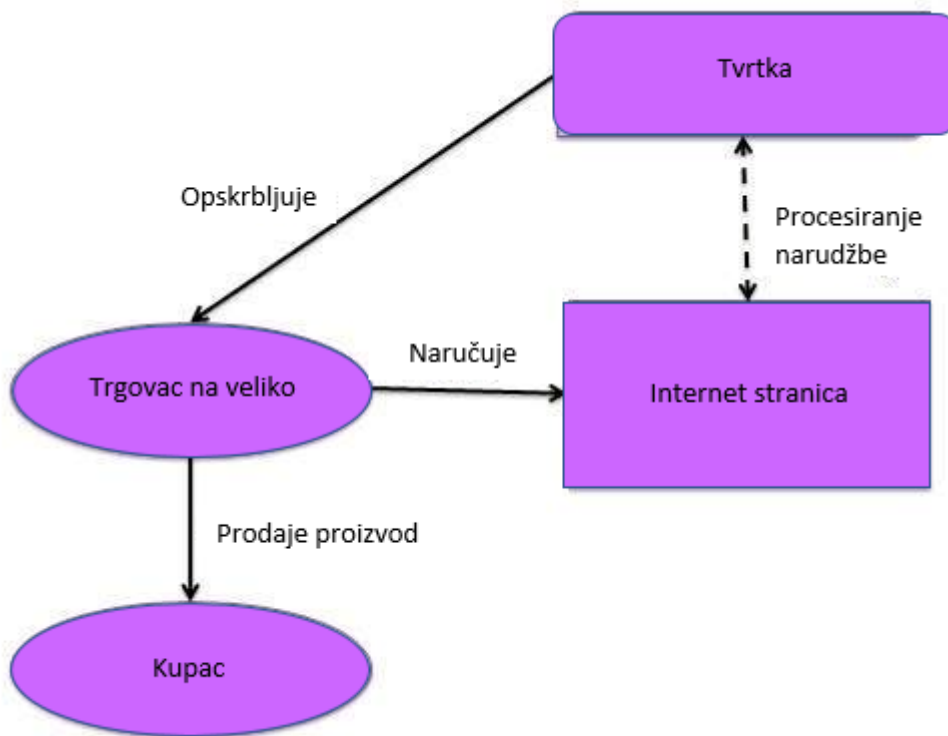 Tvrtka
Opskrbljuje
Procesiranje
narudžbe
Naručuje
Trgovac na veliko
Internet stranica
Prodaje proizvod
Kupac